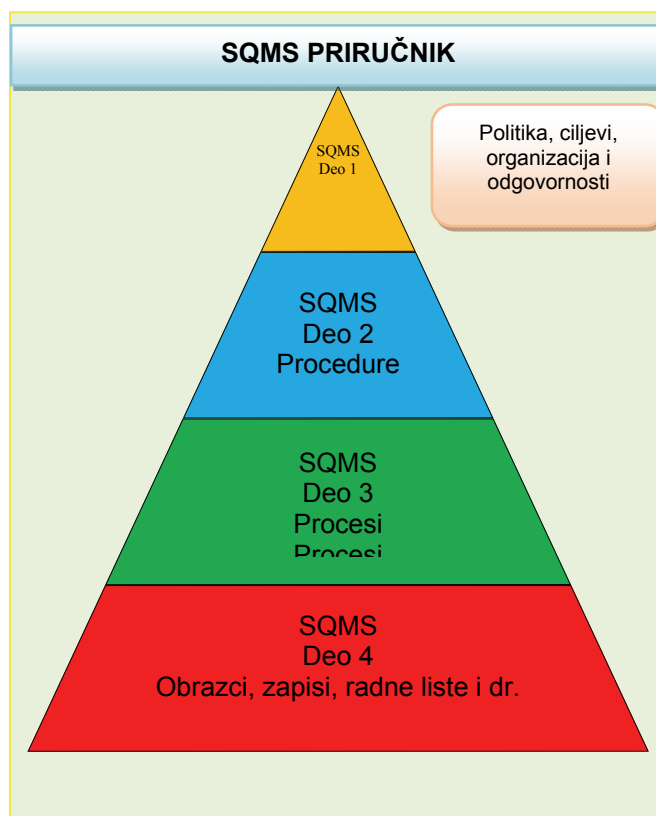 SQMS PRIRUČNIK
SQMS
Deo 1
Politika, ciljevi,
organizacija i
odgovornosti
SQMS
Deo 2
Procedure
SQMS
Deo 3
Procesi
Procesi
SQMS
Deo 4
Obrazci, zapisi, radne liste i dr.